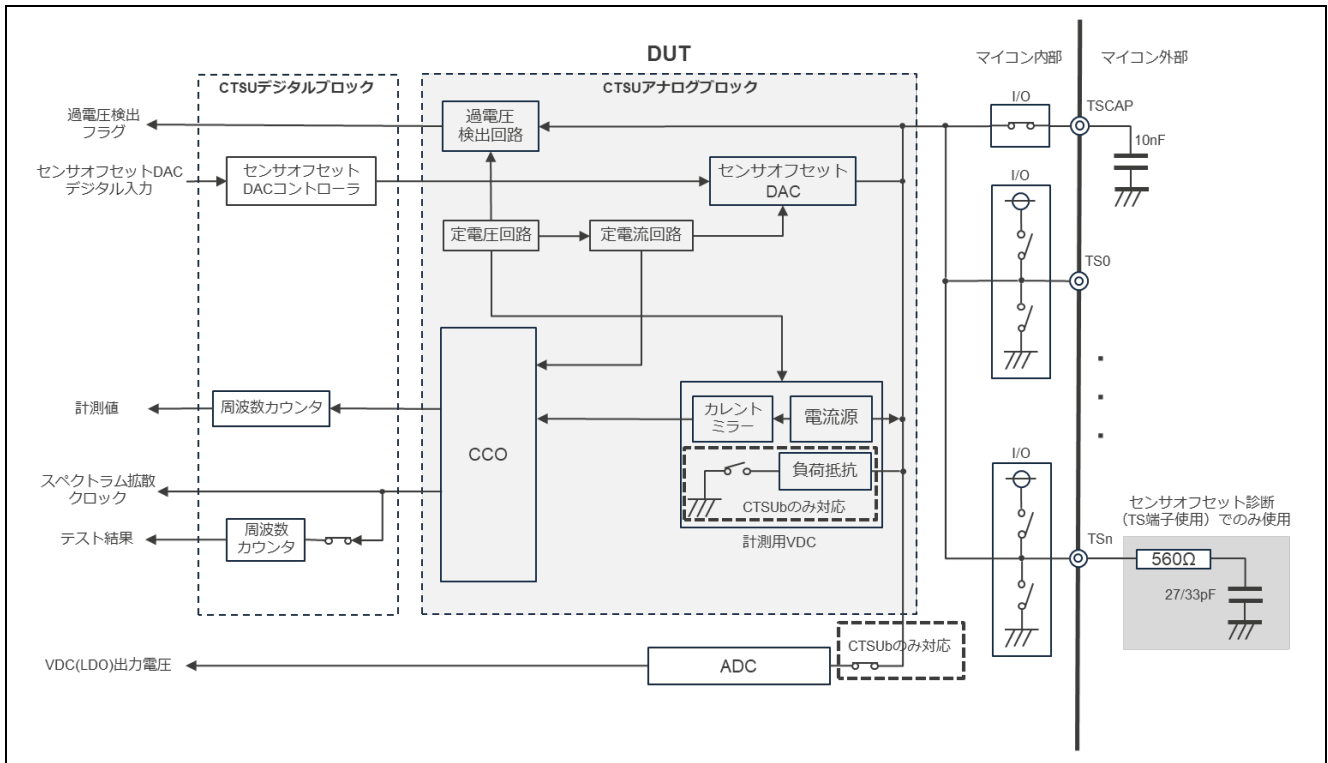 DUT
マイコン内部
マイコン外部
CTSUデジタルブロック
CTSUアナログブロック
I/O
TSCAP
過電圧検出
フラグ
過電圧
検出回路
10nF
センサオフセットDAC
デジタル入力
センサオフセット
DACコントローラ
センサオフセット
DAC
I/O
定電圧回路
定電流回路
TS0
計測値
周波数カウンタ
CCO
カレント
ミラー
電流源
負荷抵抗
CTSUbのみ対応
計測用VDC
I/O
スペクトラム拡散
クロック
テスト結果
周波数
カウンタ
センサオフセット診断
（TS端子使用）でのみ使用
TSn
560Ω
27/33pF
CTSUbのみ対応
VDC(LDO)出力電圧
ADC